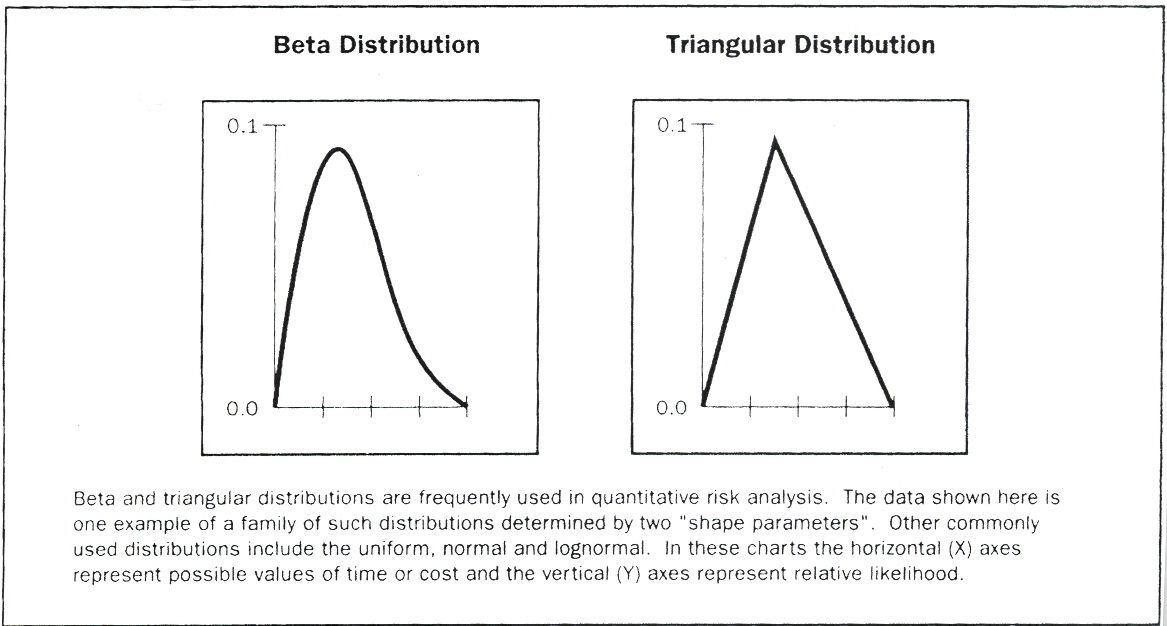 Beta Distribution
Triangular Distribution
0.1
0.0
0.1
0.0
Beta and triangular distributions are frequently used in quantitative risk analysis. The data shown here is
one example of a family of such distributions determined by two "shape parameters". Other commonly
used distributions include the uniform, normal and lognormal. In these charts the horizontal (X) axes
represent possible values of time or cost and the vertical (Y) axes represent relative likelihood.